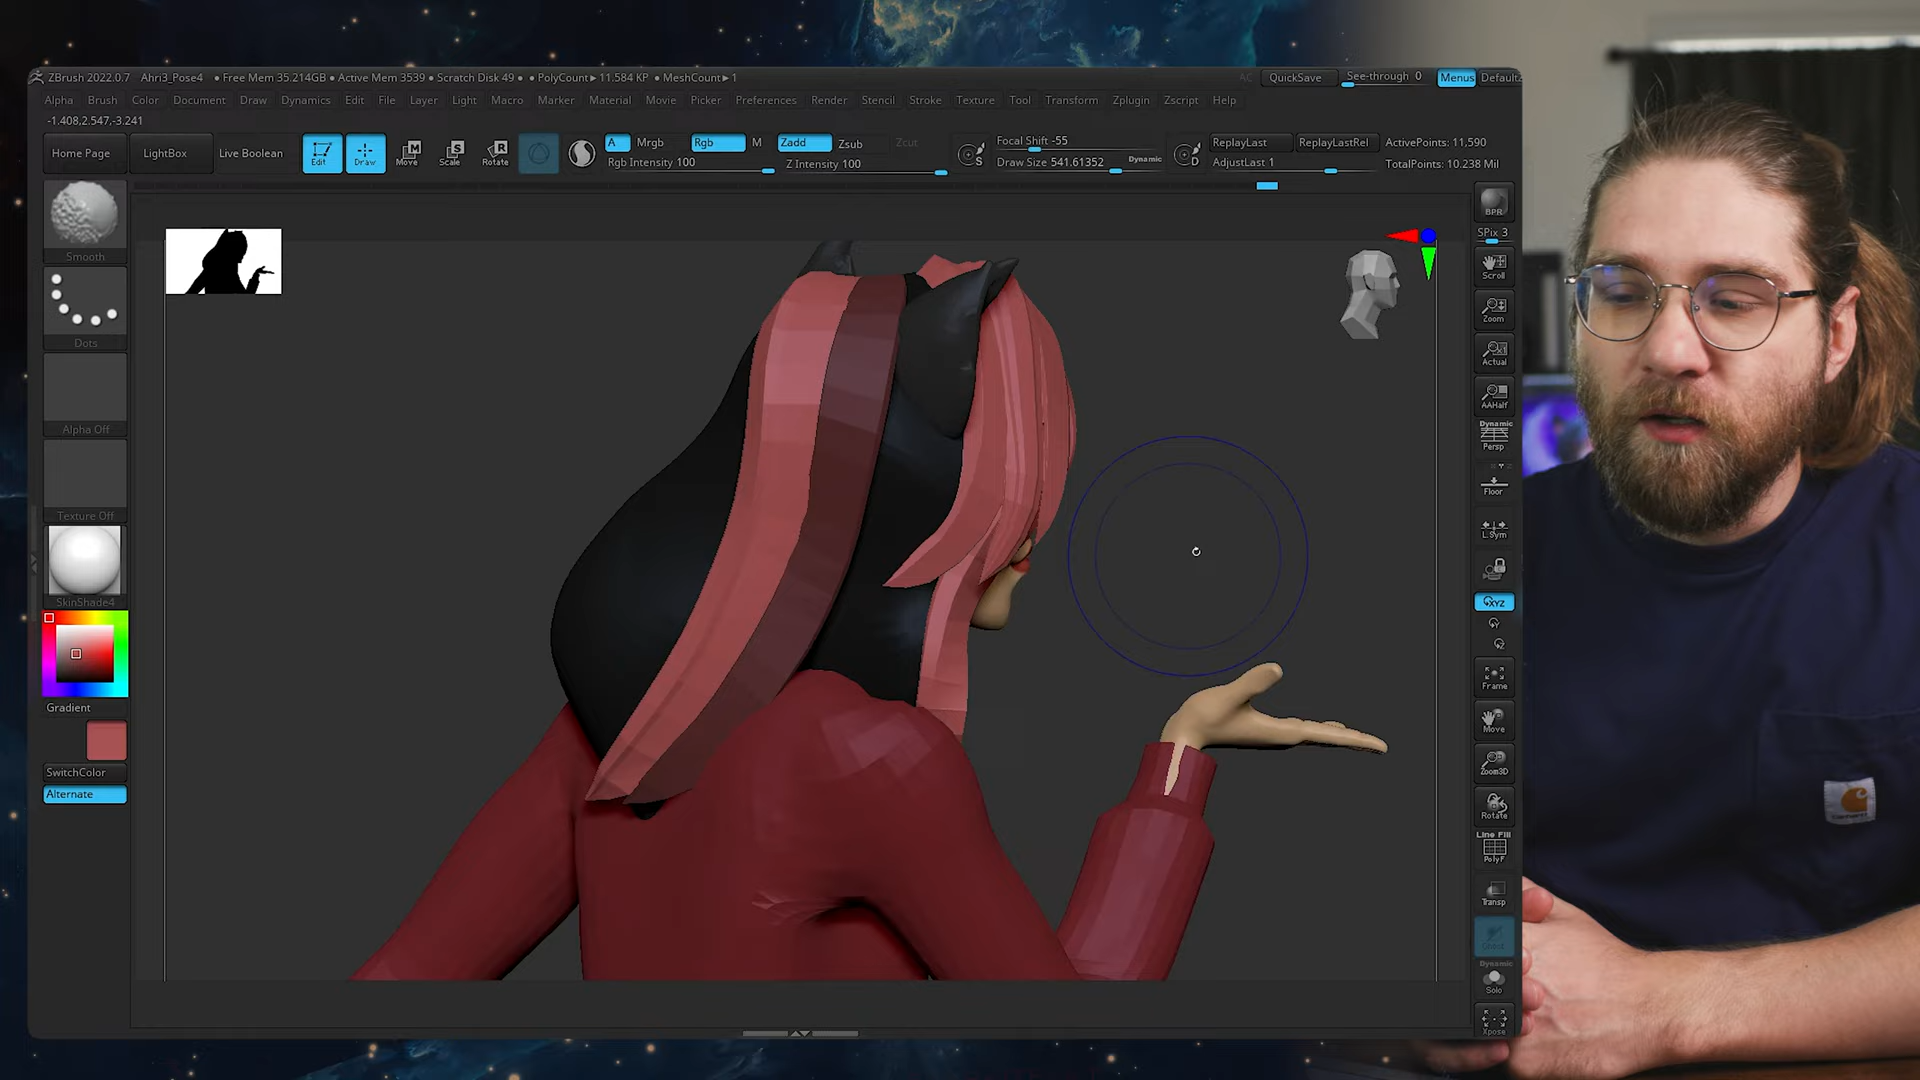 ZBrush 2022.0.7 Ahri3_Pose4 • Free Mem 35.214GB • Active Mem 3539 • Scratch Disk 49 • • PolyCount► 11.584 KP • MeshCount► 1 AC QuickSave See-through 0 Menus Default
Alpha Brush Color Document Draw Dynamics Edit File Layer Light Macro Marker Material Movie Picker Preferences Render Stencil Stroke Texture Tool Transform Zplugin Zscript Help
-1.408,2.547,-3.241
Home Page LightBox Live Boolean Edit Draw Move Scale Rotate
M S R
A Mrgb Rgb M Zadd Zsub Zcut
Rgb Intensity 100 Z Intensity 100
S Focal Shift -55
Draw Size 541.61352 Dynamic
D ReplayLast ReplayLastRel ActivePoints: 11,590
AdjustLast 1 TotalPoints: 10.238 Mil
Smooth
Dots
Alpha Off
Texture Off
SkinShade4
Gradient
SwitchColor
Alternate
BPR
SPix 3
Scroll
Zoom
Actual
AAHalf
Dynamic
Persp
Floor
L.Sym
XYZ
Frame
Move
Zoom3D
Rotate
Line Fill
PolyF
Transp
Ghost
Dynamic
Solo
Xpose
carhartt